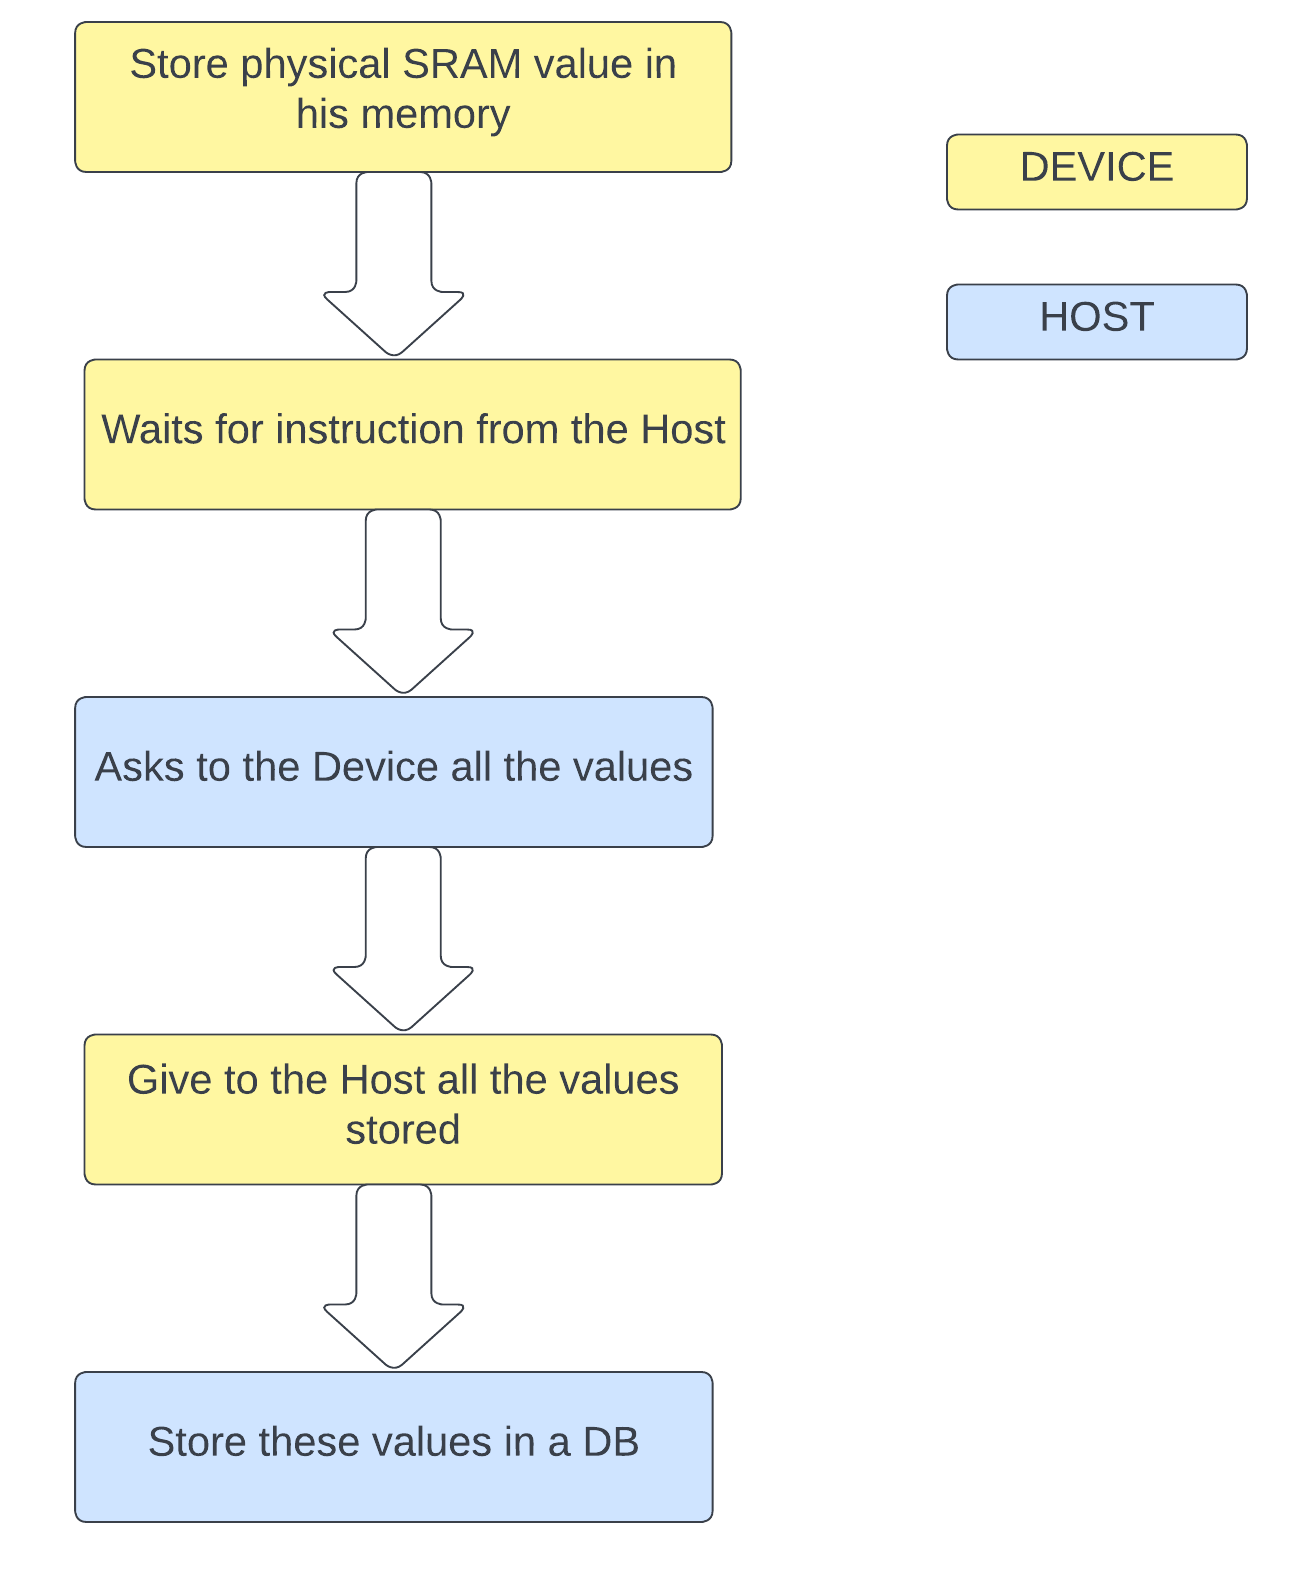 Store physical SRAM value in
his memory
DEVICE
HOST
Waits for instruction from the Host
Asks to the Device all the values
Give to the Host all the values
stored
Store these values in a DB